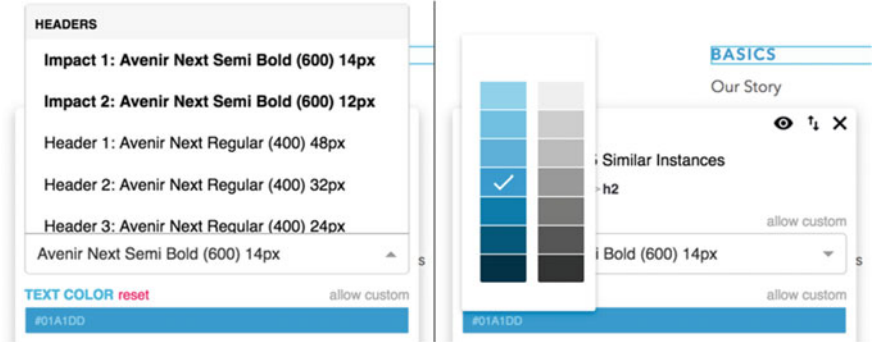 HEADERS
Impact 1: Avenir Next Semi Bold (600) 14px
Impact 2: Avenir Next Semi Bold (600) 12px
Header 1: Avenir Next Regular (400) 48px
Header 2: Avenir Next Regular (400) 32px
Header 3: Avenir Next Regular (400) 24px
Avenir Next Semi Bold (600) 14px
s
TEXT COLOR reset allow custom
#01A1DD
BASICS
Our Story
Similar Instances
> h2
allow custom
i Bold (600) 14px
s
allow custom
#01A1DD